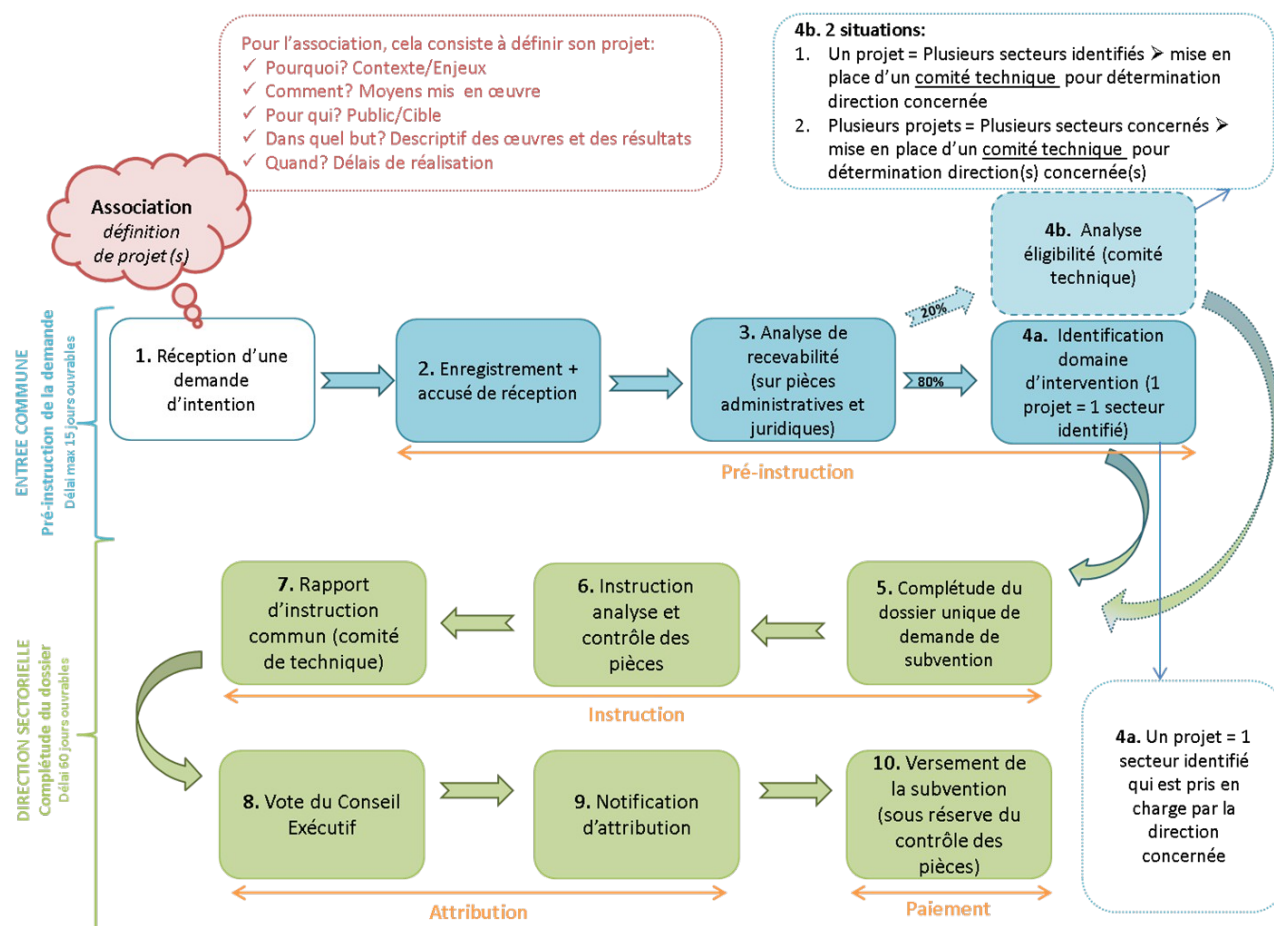 Pour l’association, cela consiste à définir son projet:
✓ Pourquoi? Contexte/Enjeux
✓ Comment? Moyens mis en œuvre
✓ Pour qui? Public/Cible
✓ Dans quel but? Descriptif des œuvres et des résultats
✓ Quand? Délais de réalisation
4b. 2 situations:
1. Un projet = Plusieurs secteurs identifiés ➢ mise en
place d’un comité technique pour détermination
direction concernée
2. Plusieurs projets = Plusieurs secteurs concernés ➢
mise en place d’un comité technique pour
détermination direction(s) concernée(s)
Association
définition
de projet(s)
4b. Analyse
éligibilité (comité
technique)
20%
ENTREE COMMUNE
Pré-instruction de la demande
Délai max 15 jours ouvrables
1. Réception d’une
demande
d’intention
2. Enregistrement +
accusé de réception
3. Analyse de
recevabilité
(sur pièces
administratives et
juridiques)
80%
4a. Identification
domaine
d’intervention (1
projet = 1 secteur
identifié)
Pré-instruction
DIRECTION SECTORIELLE
Complétude du dossier
Délai 60 jours ouvrables
7. Rapport
d’instruction
commun (comité
de technique)
6. Instruction
analyse et
contrôle des
pièces
5. Complétude du
dossier unique de
demande de
subvention
Instruction
8. Vote du Conseil
Exécutif
9. Notification
d’attribution
10. Versement de
la subvention
(sous réserve du
contrôle des
pièces)
Attribution
Paiement
4a. Un projet = 1
secteur identifié
qui est pris en
charge par la
direction
concernée